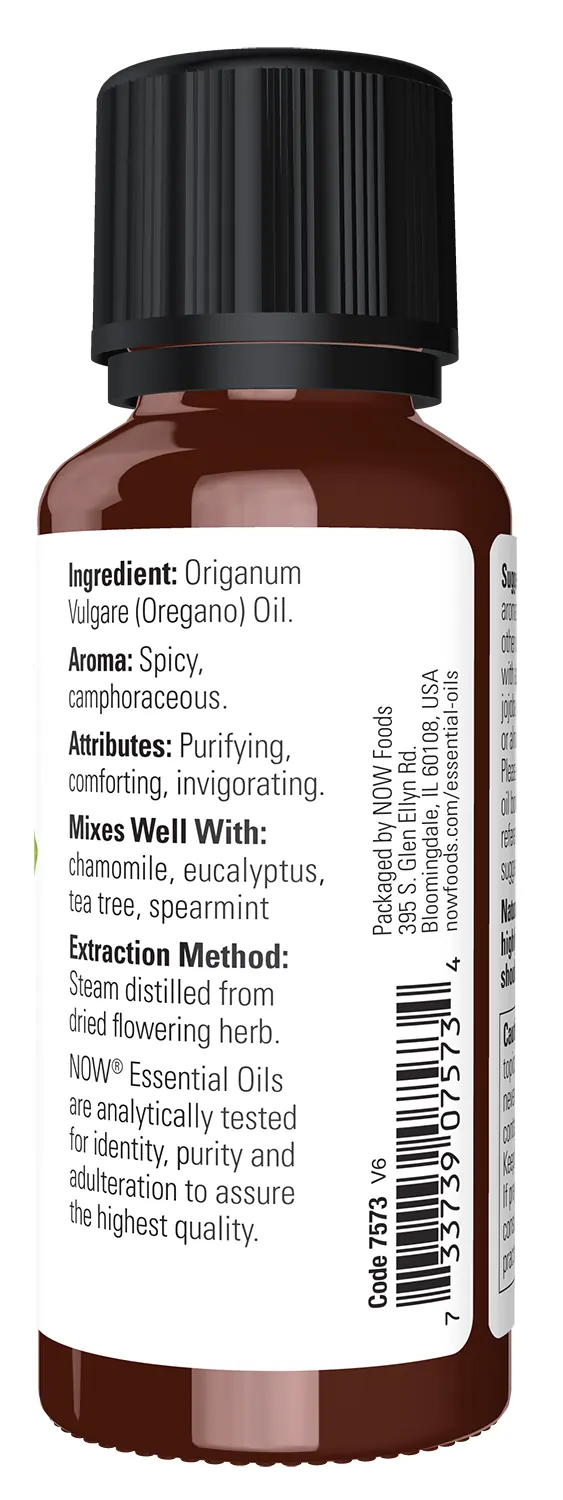 Ingredient: Origanum
Vulgare (Oregano) Oil.
Aroma: Spicy,
camphoraceous.
Attributes: Purifying,
comforting, invigorating.
Mixes Well With:
chamomile, eucalyptus,
tea tree, spearmint
Extraction Method:
Steam distilled from
dried flowering herb.
NOW® Essential Oils
are analytically tested
for identity, purity and
adulteration to assure
the highest quality.
Packaged by NOW Foods
395 S. Glen Ellyn Rd.
Bloomingdale, IL 60108, USA
nowfoods.com/essential-oils
Code 7573 V6
7 33739 07573 4
or